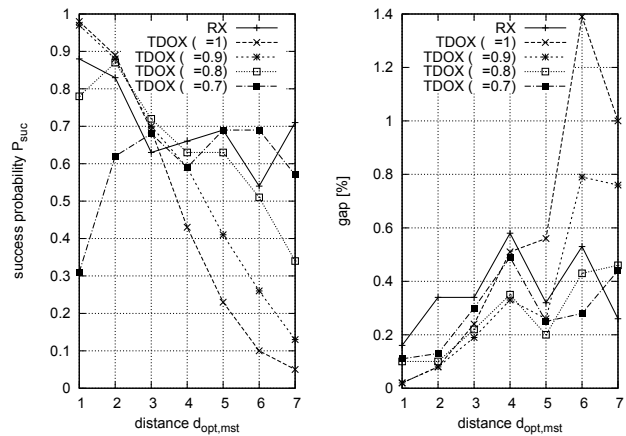 success probability P_suc
1
0.9
0.8
0.7
0.6
0.5
0.4
0.3
0.2
0.1
0
RX
TDOX ( =1)
TDOX ( =0.9)
TDOX ( =0.8)
TDOX ( =0.7)
1 2 3 4 5 6 7
distance d_opt,mst
gap [%]
1.4
1.2
1
0.8
0.6
0.4
0.2
0
RX
TDOX ( =1)
TDOX ( =0.9)
TDOX ( =0.8)
TDOX ( =0.7)
1 2 3 4 5 6 7
distance d_opt,mst